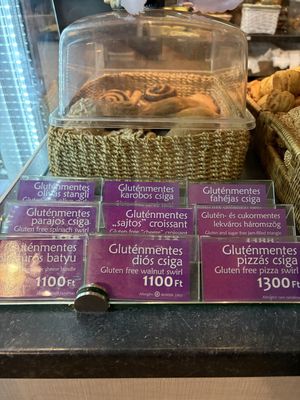 Gluténmentes
olívás stangli
Gluténmentes
karobos csiga
Gluténmentes
fahéjas csiga
Gluténmentes
parajos csiga
Gluten free spinach swirl
Gluténmentes
„sajtos" croissant
Glutén- és cukormentes
lekváros háromszög
Gluten and sugar free jam-filled triangle
Gluténmentes
túrós batyu
1100 Ft
Gluténmentes
diós csiga
Gluten free walnut swirl
1100 Ft
Gluténmentes
pizzás csiga
Gluten free pizza swirl
1300 Ft